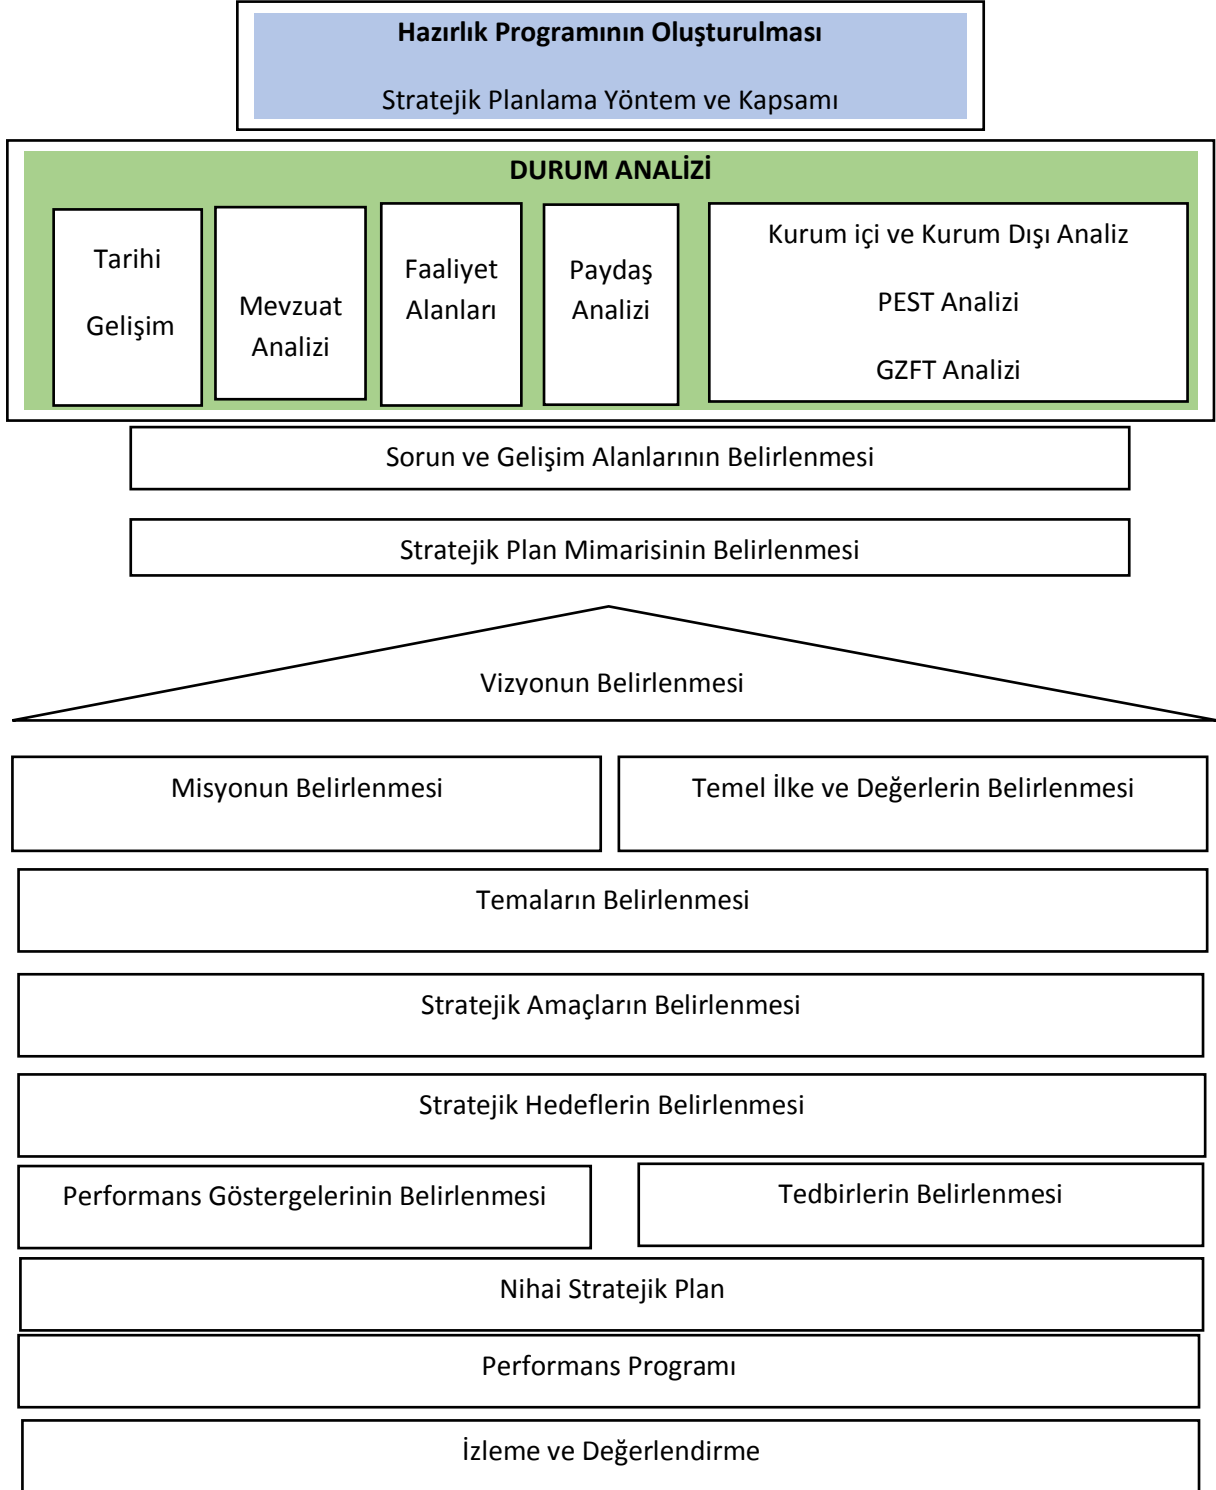 Hazırlık Programının Oluşturulması
Stratejik Planlama Yöntem ve Kapsamı
DURUM ANALİZİ
Tarihi
Gelişim
Mevzuat
Analizi
Faaliyet
Alanları
Paydaş
Analizi
Kurum içi ve Kurum Dışı Analiz
PEST Analizi
GZFT Analizi
Sorun ve Gelişim Alanlarının Belirlenmesi
Stratejik Plan Mimarisinin Belirlenmesi
Vizyonun Belirlenmesi
Misyonun Belirlenmesi
Temel İlke ve Değerlerin Belirlenmesi
Temaların Belirlenmesi
Stratejik Amaçların Belirlenmesi
Stratejik Hedeflerin Belirlenmesi
Performans Göstergelerinin Belirlenmesi
Tedbirlerin Belirlenmesi
Nihai Stratejik Plan
Performans Programı
İzleme ve Değerlendirme